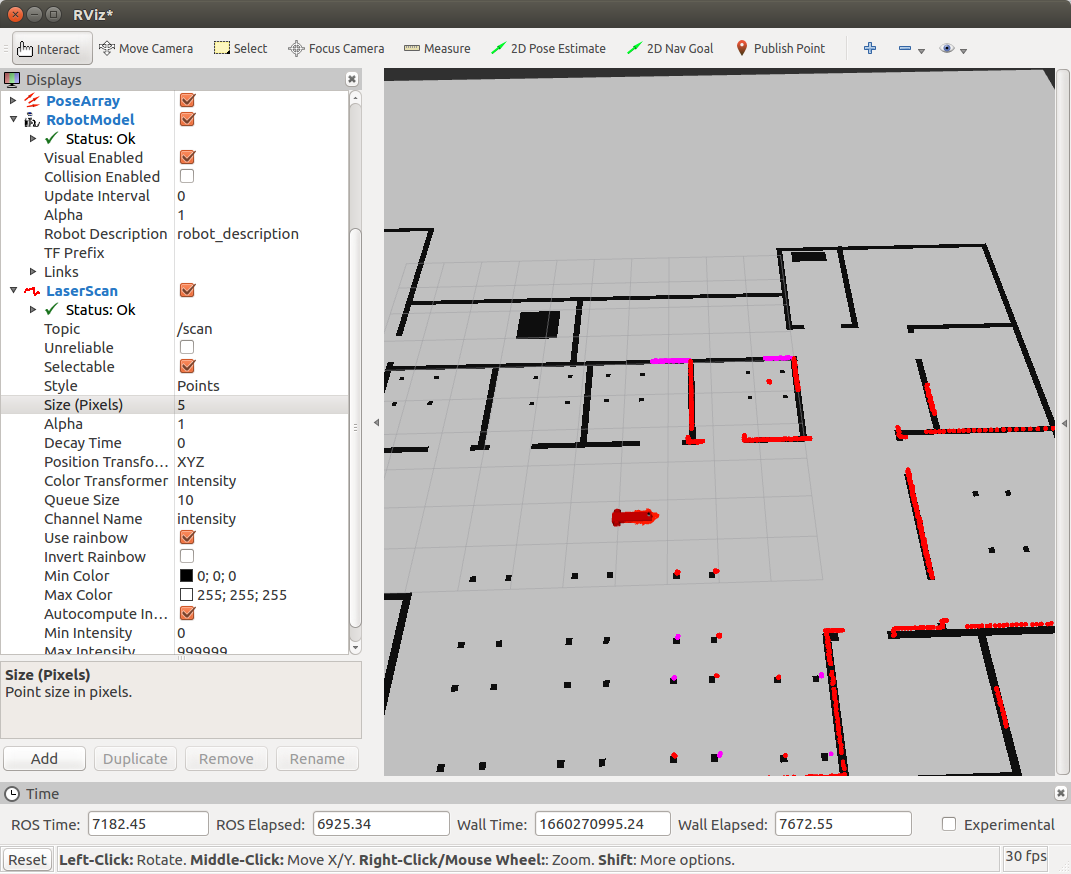 RViz*
Interact Move Camera Select Focus Camera Measure 2D Pose Estimate 2D Nav Goal Publish Point
Displays
PoseArray
RobotModel
Status: Ok
Visual Enabled
Collision Enabled
Update Interval 0
Alpha 1
Robot Description robot_description
TF Prefix
Links
LaserScan
Status: Ok
Topic /scan
Unreliable
Selectable
Style Points
Size (Pixels) 5
Alpha 1
Decay Time 0
Position Transfo... XYZ
Color Transformer Intensity
Queue Size 10
Channel Name intensity
Use rainbow
Invert Rainbow
Min Color 0; 0; 0
Max Color 255; 255; 255
Autocompute In...
Min Intensity 0
Max Intensity 999999
Size (Pixels)
Point size in pixels.
Add Duplicate Remove Rename
Time
ROS Time: 7182.45 ROS Elapsed: 6925.34 Wall Time: 1660270995.24 Wall Elapsed: 7672.55 Experimental
Reset Left-Click: Rotate. Middle-Click: Move X/Y. Right-Click/Mouse Wheel:: Zoom. Shift: More options. 30 fps